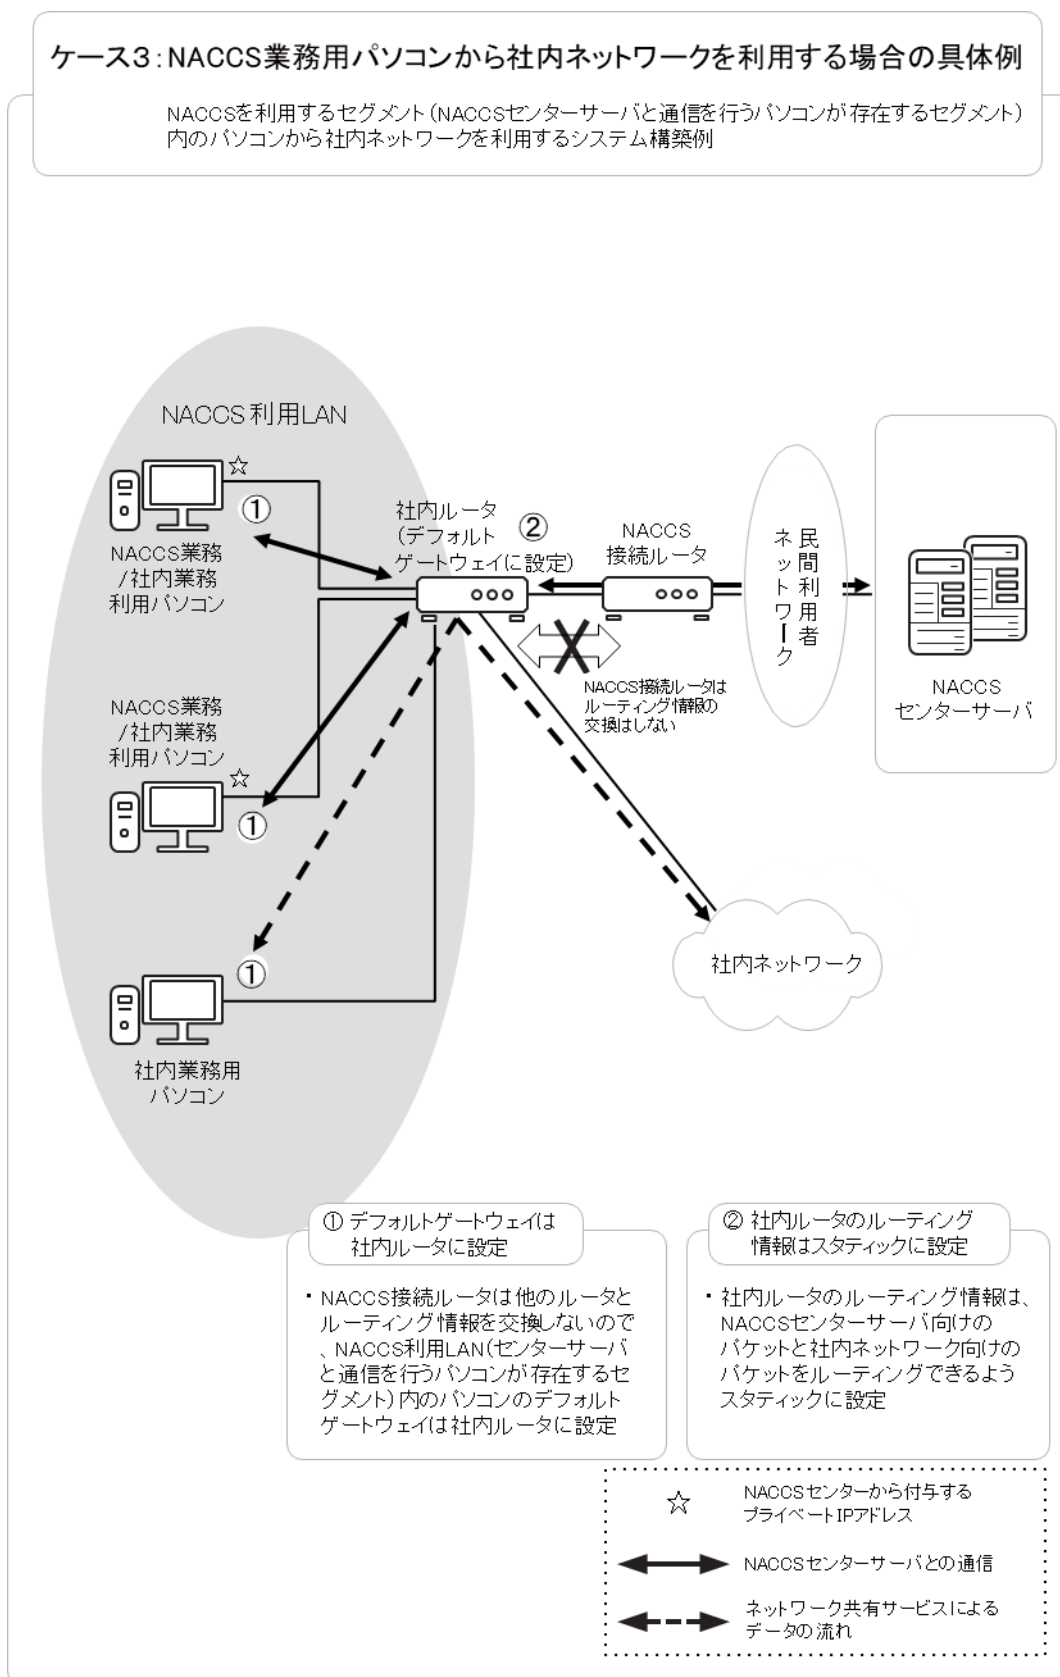 ケース3：NACCS業務用パソコンから社内ネットワークを利用する場合の具体例
NACCSを利用するセグメント（NACCSセンターサーバと通信を行うパソコンが存在するセグメント）
内のパソコンから社内ネットワークを利用するシステム構築例
NACCS利用LAN
☆
①
NACCS業務
/社内業務
利用パソコン
社内ルータ
（デフォルト
ゲートウェイに設定）
②
NACCS
接続ルータ
民間利用者
ネットワーク
NACCS
センターサーバ
NACCS接続ルータは
ルーティング情報の
交換はしない
NACCS業務
/社内業務
利用パソコン
☆
①
①
社内業務用
パソコン
社内ネットワーク
① デフォルトゲートウェイは
社内ルータに設定
・NACCS接続ルータは他のルータと
ルーティング情報を交換しないので
、NACCS利用LAN（センターサーバ
と通信を行うパソコンが存在するセ
グメント）内のパソコンのデフォルト
ゲートウェイは社内ルータに設定
② 社内ルータのルーティング
情報はスタティックに設定
・社内ルータのルーティング情報は、
NACCSセンターサーバ向けの
パケットと社内ネットワーク向けの
パケットをルーティングできるよう
スタティックに設定
☆
NACCSセンターから付与する
プライベートIPアドレス
NACCSセンターサーバとの通信
ネットワーク共有サービスによる
データの流れ